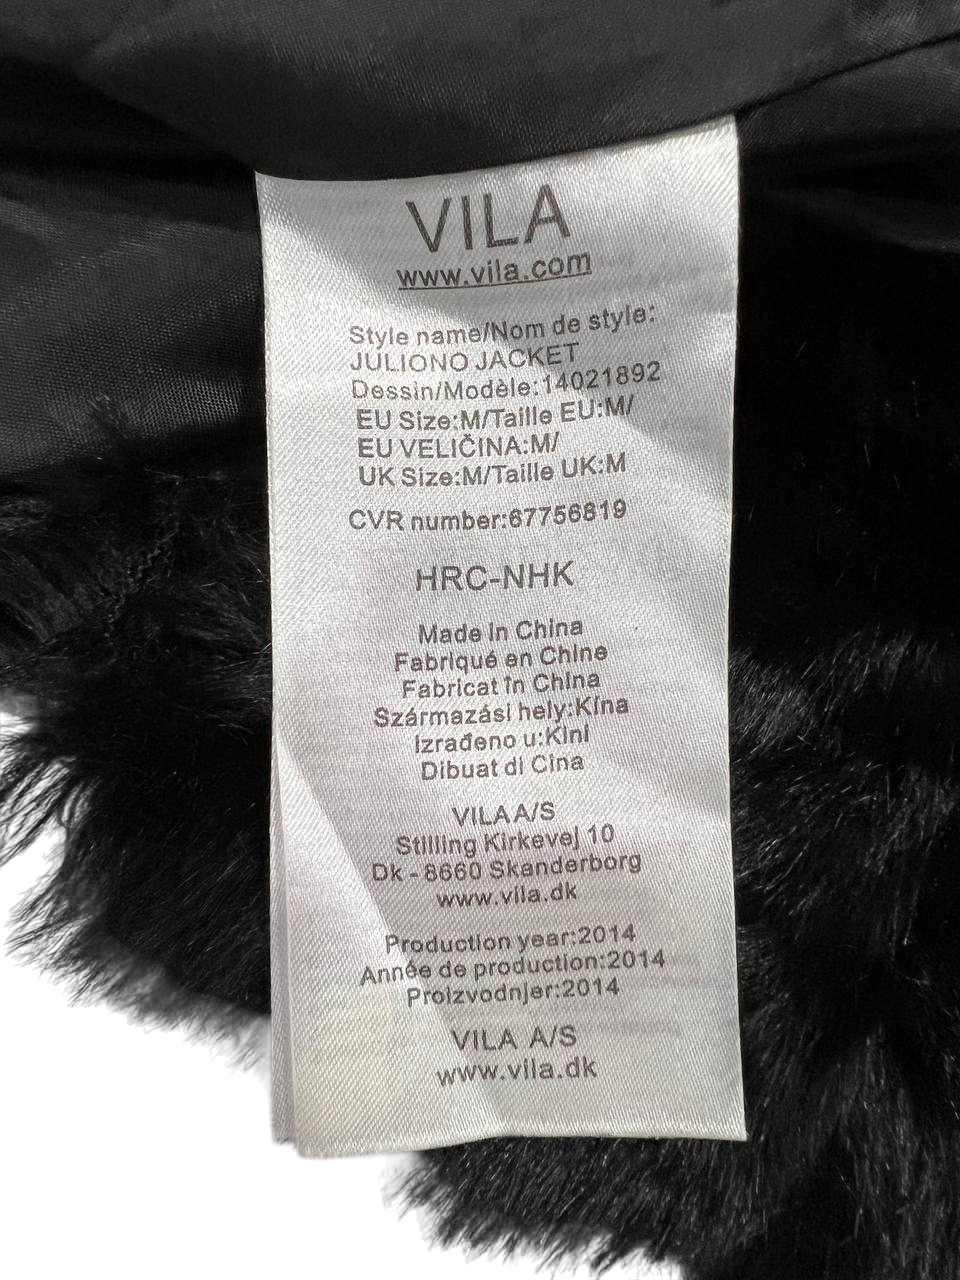 VILA
www.vila.com
Style name/Nom de style:
JULIONO JACKET
Dessin/Modèle:14021892
EU Size:M/Taille EU:M/
EU VELIČINA:M/
UK Size:M/Taille UK:M
CVR number:67756819
HRC-NHK
Made in China
Fabriqué en Chine
Fabricat în China
Származási hely:Kína
Izrađeno u:Kini
Dibuat di Cina
VILA A/S
Stilling Kirkevej 10
Dk - 8660 Skanderborg
www.vila.dk
Production year:2014
Année de production:2014
Proizvodnjer:2014
VILA A/S
www.vila.dk